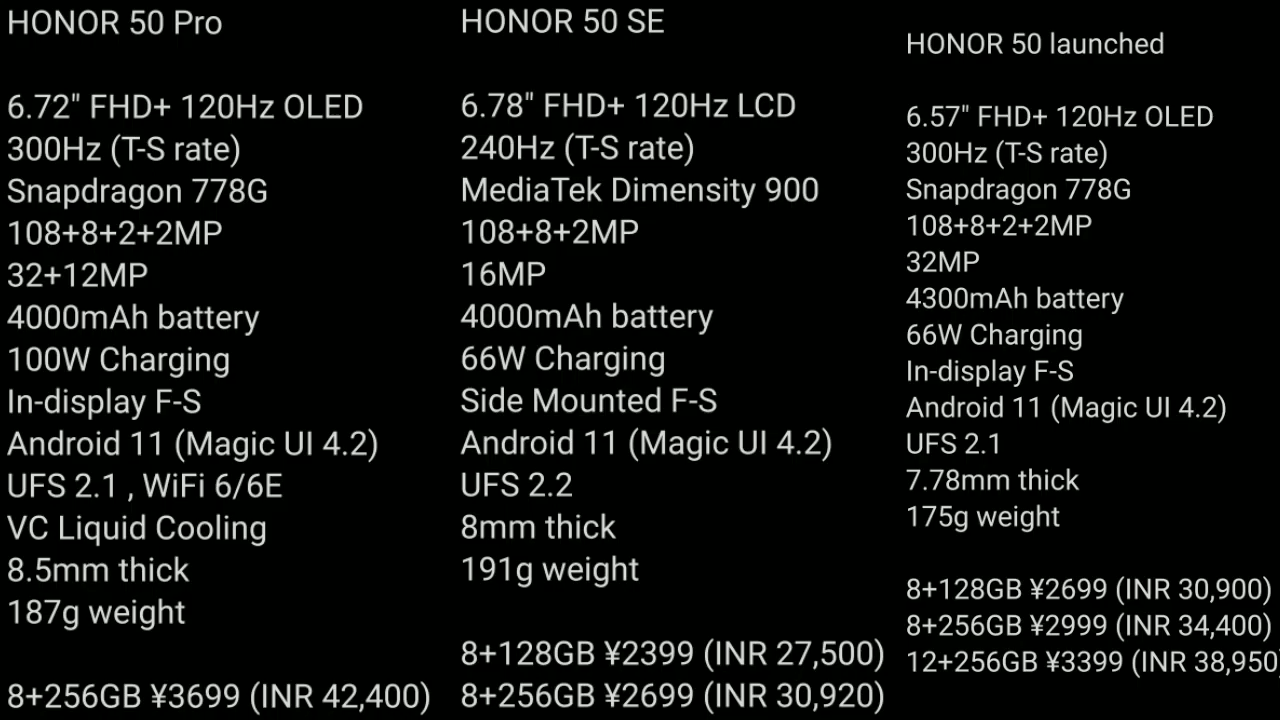 HONOR 50 Pro
6.72" FHD+ 120Hz OLED
300Hz (T-S rate)
Snapdragon 778G
108+8+2+2MP
32+12MP
4000mAh battery
100W Charging
In-display F-S
Android 11 (Magic UI 4.2)
UFS 2.1 , WiFi 6/6E
VC Liquid Cooling
8.5mm thick
187g weight
8+256GB ¥3699 (INR 42,400)
HONOR 50 SE
6.78" FHD+ 120Hz LCD
240Hz (T-S rate)
MediaTek Dimensity 900
108+8+2MP
16MP
4000mAh battery
66W Charging
Side Mounted F-S
Android 11 (Magic UI 4.2)
UFS 2.2
8mm thick
191g weight
8+128GB ¥2399 (INR 27,500)
8+256GB ¥2699 (INR 30,920)
HONOR 50 launched
6.57" FHD+ 120Hz OLED
300Hz (T-S rate)
Snapdragon 778G
108+8+2+2MP
32MP
4300mAh battery
66W Charging
In-display F-S
Android 11 (Magic UI 4.2)
UFS 2.1
7.78mm thick
175g weight
8+128GB ¥2699 (INR 30,900)
8+256GB ¥2999 (INR 34,400)
12+256GB ¥3399 (INR 38,950)